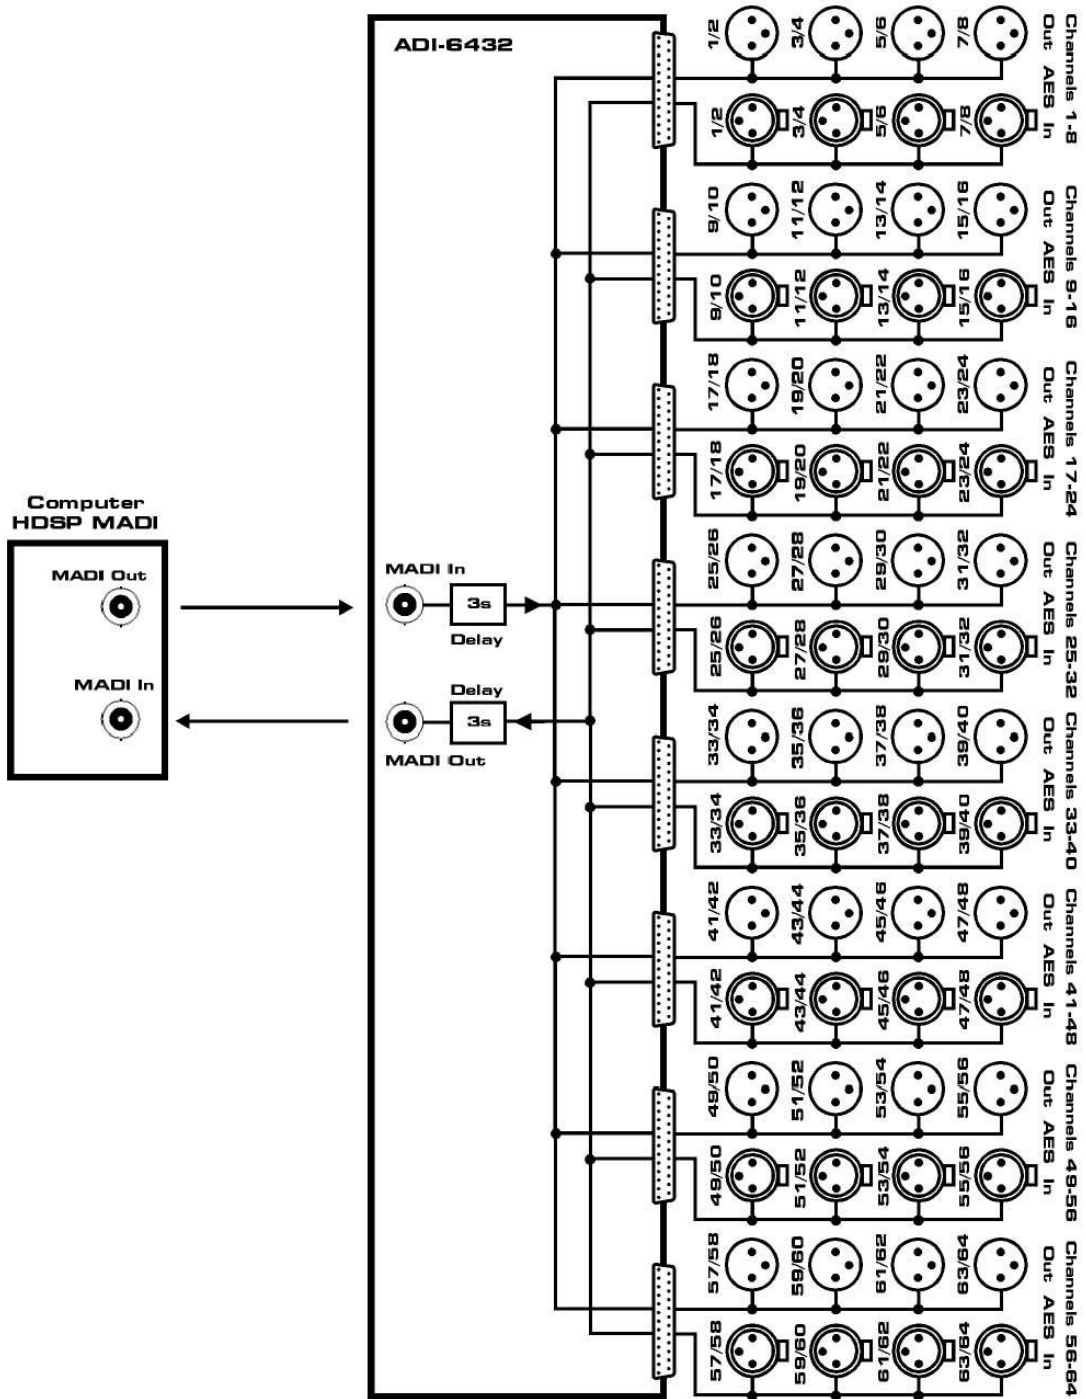 ADI-6432
Computer
HDSP MADI
MADI Out
MADI In
MADI In
3s
Delay
Delay
3s
MADI Out
1/2
3/4
5/6
7/8
1/2
3/4
5/6
7/8
Channels 1-8
Out AES In
9/10
11/12
13/14
15/16
9/10
11/12
13/14
15/16
Channels 9-16
Out AES In
17/18
19/20
21/22
23/24
17/18
19/20
21/22
23/24
Channels 17-24
Out AES In
25/26
27/28
29/30
31/32
25/26
27/28
29/30
31/32
Channels 25-32
Out AES In
33/34
35/36
37/38
39/40
33/34
35/36
37/38
39/40
Channels 33-40
Out AES In
41/42
43/44
45/46
47/48
41/42
43/44
45/46
47/48
Channels 41-48
Out AES In
49/50
51/52
53/54
55/56
49/50
51/52
53/54
55/56
Channels 49-56
Out AES In
57/58
59/60
61/62
63/64
57/58
59/60
61/62
63/64
Channels 56-64
Out AES In